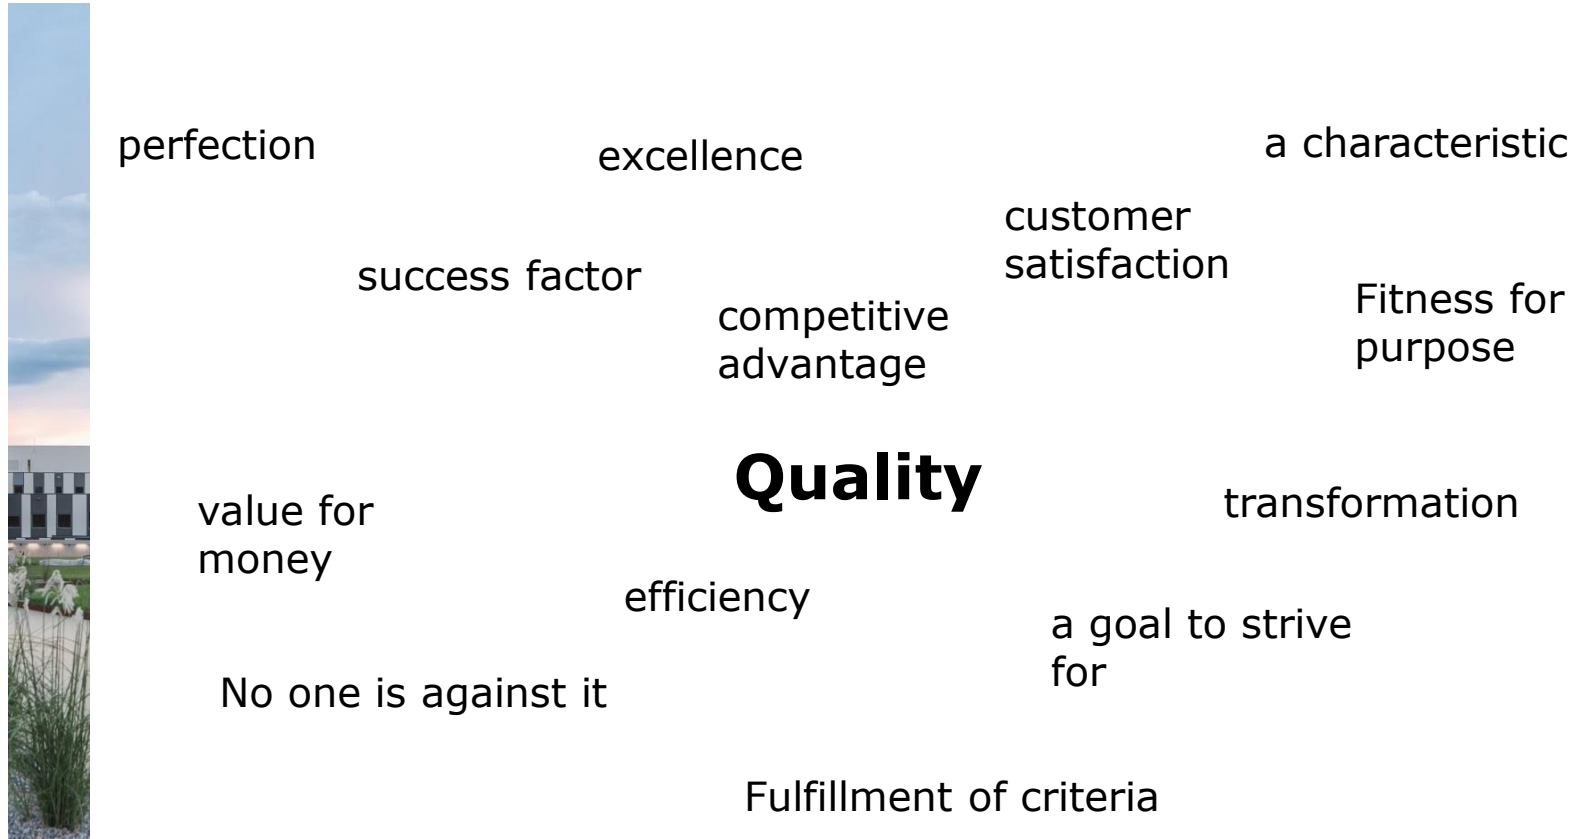 perfection
excellence
a characteristic
customer
satisfaction
success factor
competitive
advantage
Fitness for
purpose
Quality
value for
money
transformation
efficiency
a goal to strive
for
No one is against it
Fulfillment of criteria